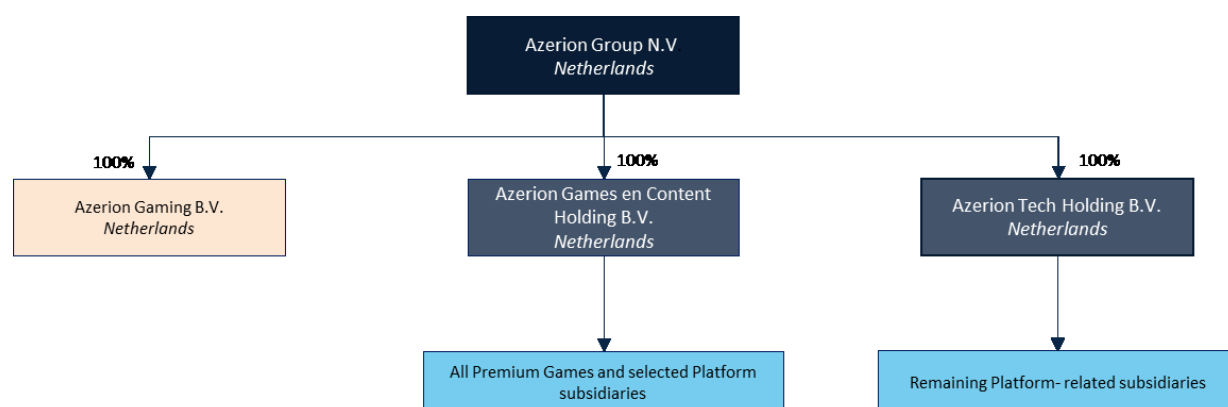 Azerion Group N.V.
Netherlands
100%
100%
100%
Azerion Gaming B.V.
Netherlands
Azerion Games en Content
Holding B.V.
Netherlands
Azerion Tech Holding B.V.
Netherlands
All Premium Games and selected Platform
subsidiaries
Remaining Platform- related subsidiaries